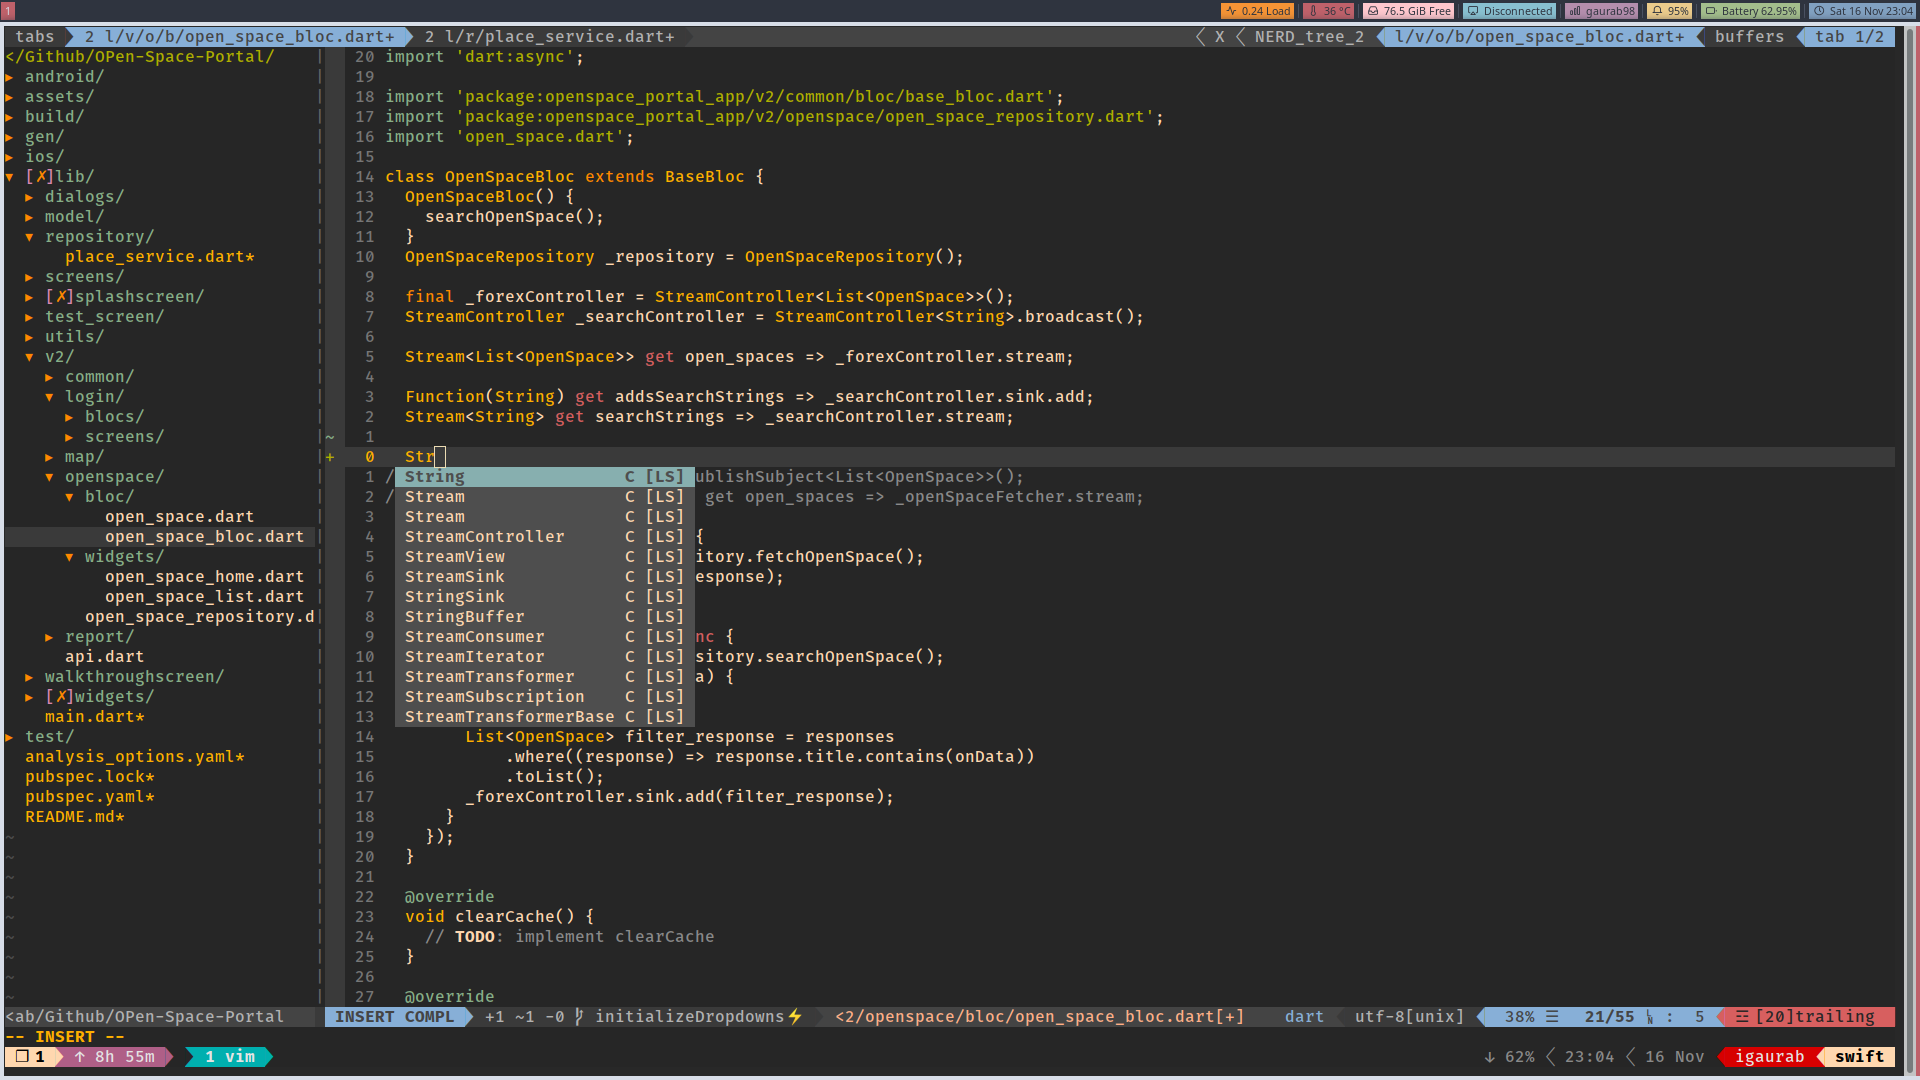 1
0.24 Load
36 °C
76.5 GiB Free
Disconnected
gaurab98
95%
Battery 62.95%
Sat 16 Nov 23:04
tabs 2 l/v/o/b/open_space_bloc.dart+ 2 l/r/place_service.dart+ X NERD_tree_2 l/v/o/b/open_space_bloc.dart+ buffers tab 1/2
</Github/OPen-Space-Portal/
▸ android/
▸ assets/
▸ build/
▸ gen/
▸ ios/
▾ [✗]lib/
▸ dialogs/
▸ model/
▾ repository/
place_service.dart*
▸ screens/
▸ [✗]splashscreen/
▸ test_screen/
▸ utils/
▾ v2/
▸ common/
▾ login/
▸ blocs/
▸ screens/
▸ map/
▾ openspace/
▾ bloc/
open_space.dart
open_space_bloc.dart
▾ widgets/
open_space_home.dart
open_space_list.dart
open_space_repository.d
▸ report/
api.dart
▸ walkthroughscreen/
▸ [✗]widgets/
main.dart*
▸ test/
analysis_options.yaml*
pubspec.lock*
pubspec.yaml*
README.md*
~
~
~
~
~
~
~
~
~
20 import 'dart:async';
19
18 import 'package:openspace_portal_app/v2/common/bloc/base_bloc.dart';
17 import 'package:openspace_portal_app/v2/openspace/open_space_repository.dart';
16 import 'open_space.dart';
15
14 class OpenSpaceBloc extends BaseBloc {
13 OpenSpaceBloc() {
12 searchOpenSpace();
11 }
10 OpenSpaceRepository _repository = OpenSpaceRepository();
9
8 final _forexController = StreamController<List<OpenSpace>>();
7 StreamController _searchController = StreamController<String>.broadcast();
6
5 Stream<List<OpenSpace>> get open_spaces => _forexController.stream;
4
3 Function(String) get addsSearchStrings => _searchController.sink.add;
2 Stream<String> get searchStrings => _searchController.stream;
~ 1
+ 0 Str
1 / String C [LS] ublishSubject<List<OpenSpace>>();
2 / Stream C [LS] get open_spaces => _openSpaceFetcher.stream;
3 Stream C [LS]
4 StreamController C [LS] {
5 StreamView C [LS] itory.fetchOpenSpace();
6 StreamSink C [LS] esponse);
7 StringSink C [LS]
8 StringBuffer C [LS]
9 StreamConsumer C [LS] nc {
10 StreamIterator C [LS] sitory.searchOpenSpace();
11 StreamTransformer C [LS] a) {
12 StreamSubscription C [LS]
13 StreamTransformerBase C [LS]
14 List<OpenSpace> filter_response = responses
15 .where((response) => response.title.contains(onData))
16 .toList();
17 _forexController.sink.add(filter_response);
18 }
19 });
20 }
21
22 @override
23 void clearCache() {
24 // TODO: implement clearCache
25 }
26
27 @override
<ab/Github/OPen-Space-Portal INSERT COMPL +1 ~1 -0 initializeDropdowns⚡ <2/openspace/bloc/open_space_bloc.dart[+] dart utf-8[unix] 38% ☰ 21/55 : 5 ☲ [20]trailing
-- INSERT --
❐ 1 ↑ 8h 55m 1 vim ↓ 62% 23:04 16 Nov igaurab swift